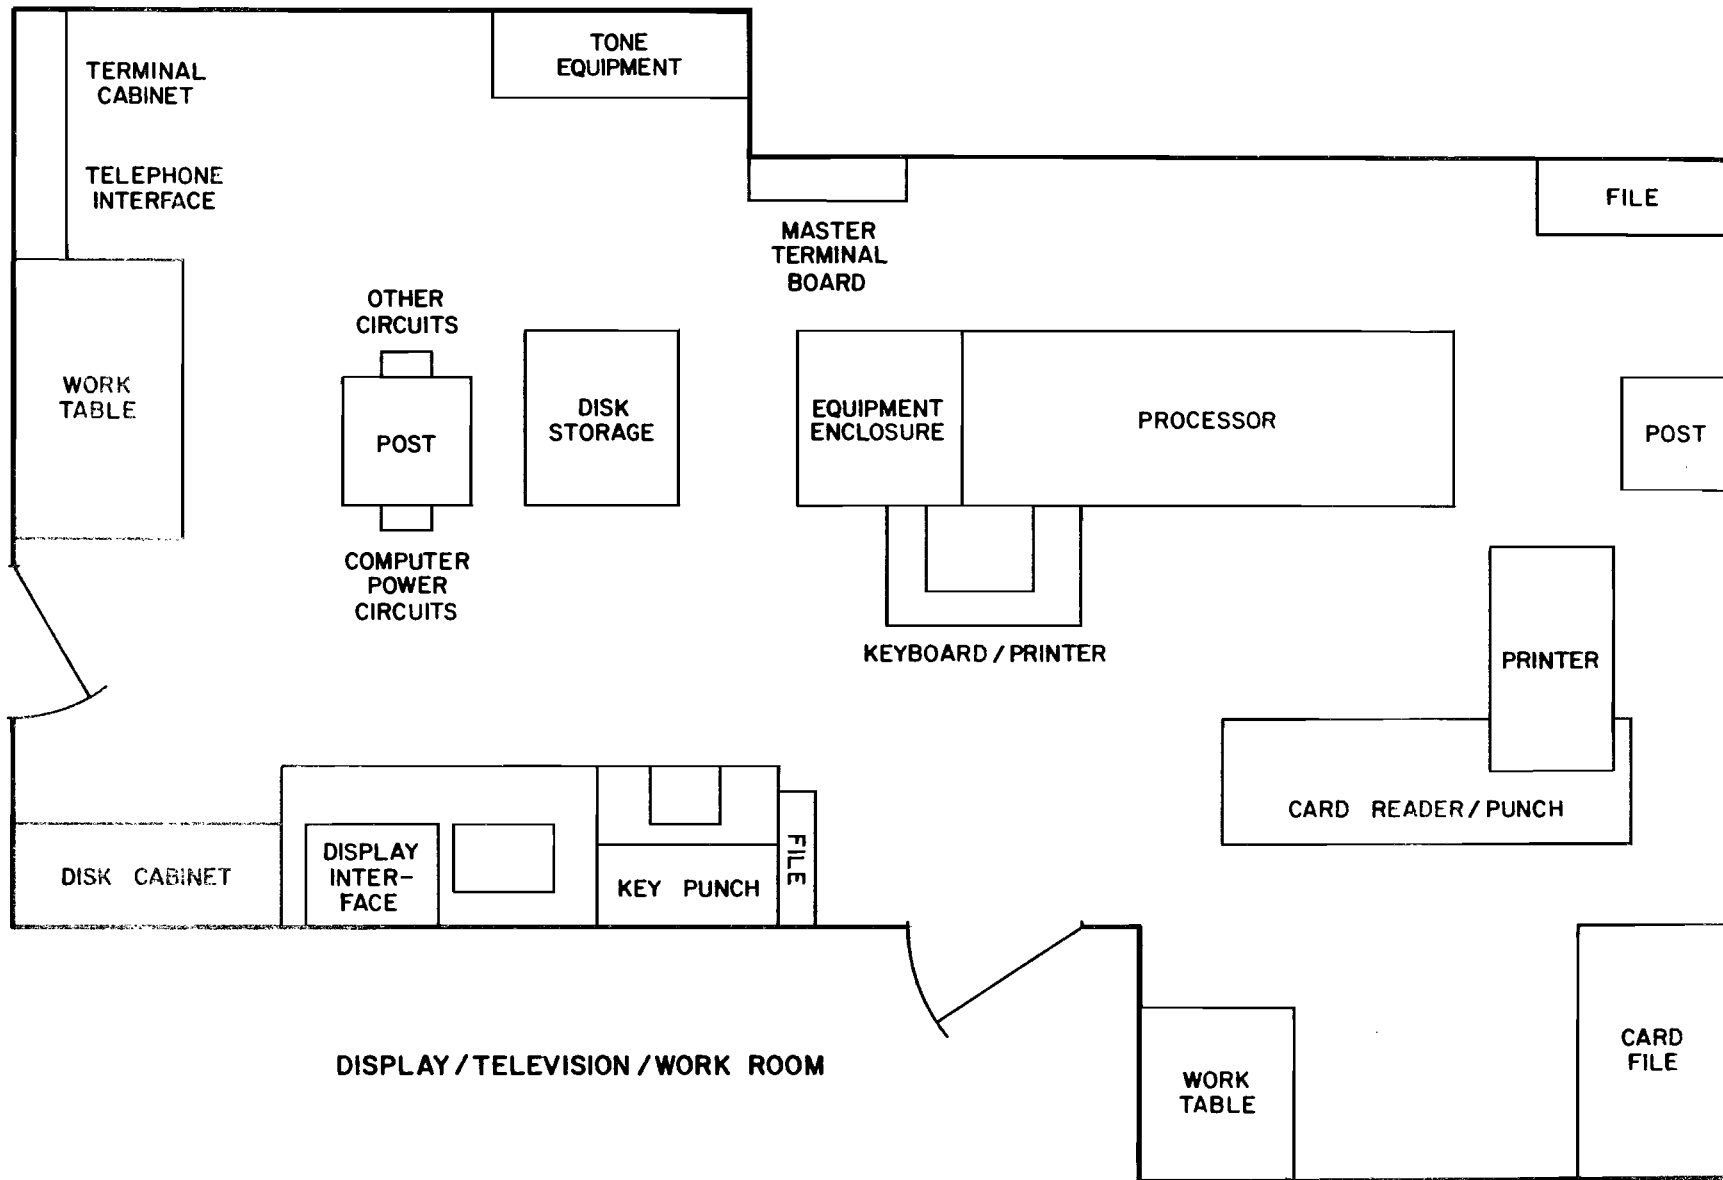 TONE
EQUIPMENT
TERMINAL
CABINET
TELEPHONE
INTERFACE
FILE
MASTER
TERMINAL
BOARD
OTHER
CIRCUITS
WORK
TABLE
POST
DISK
STORAGE
EQUIPMENT
ENCLOSURE
PROCESSOR
POST
COMPUTER
POWER
CIRCUITS
KEYBOARD / PRINTER
PRINTER
CARD READER / PUNCH
DISK CABINET
DISPLAY
INTER-
FACE
KEY PUNCH
FILE
DISPLAY / TELEVISION / WORK ROOM
WORK
TABLE
CARD
FILE